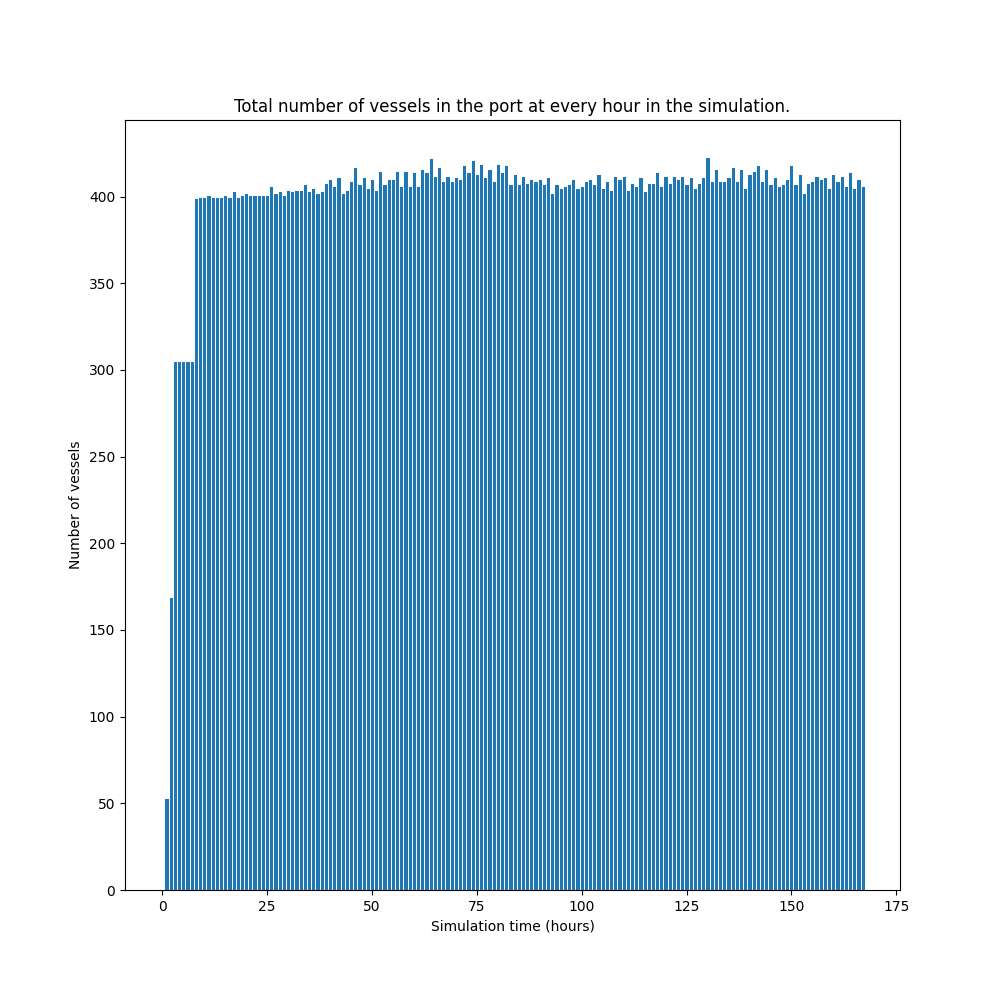 Total number of vessels in the port at every hour in the simulation.
Number of vessels
400
350
300
250
200
150
100
50
0
0 25 50 75 100 125 150 175
Simulation time (hours)